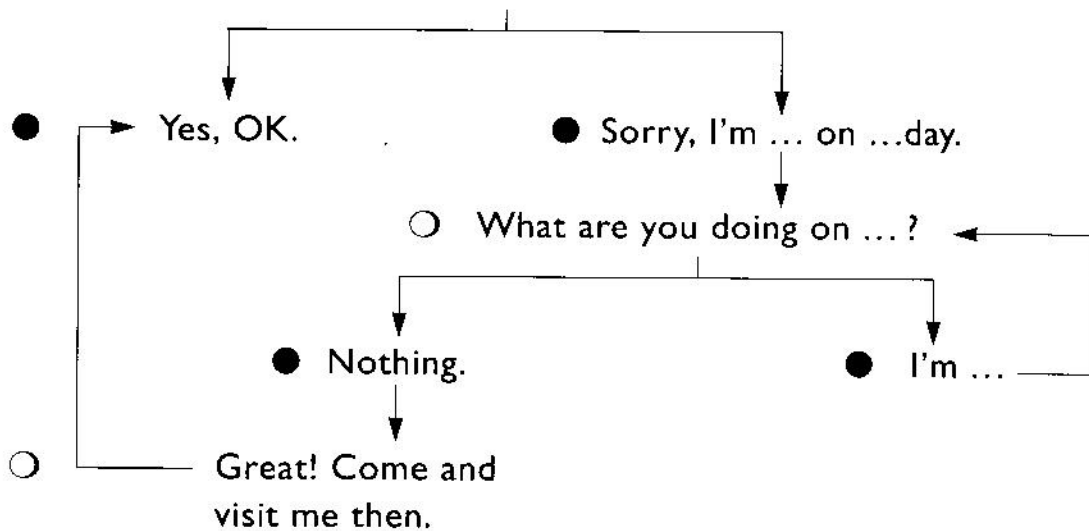 Yes, OK.
Sorry, I'm ... on ...day.
What are you doing on ... ?
Nothing.
I'm ...
Great! Come and
visit me then.